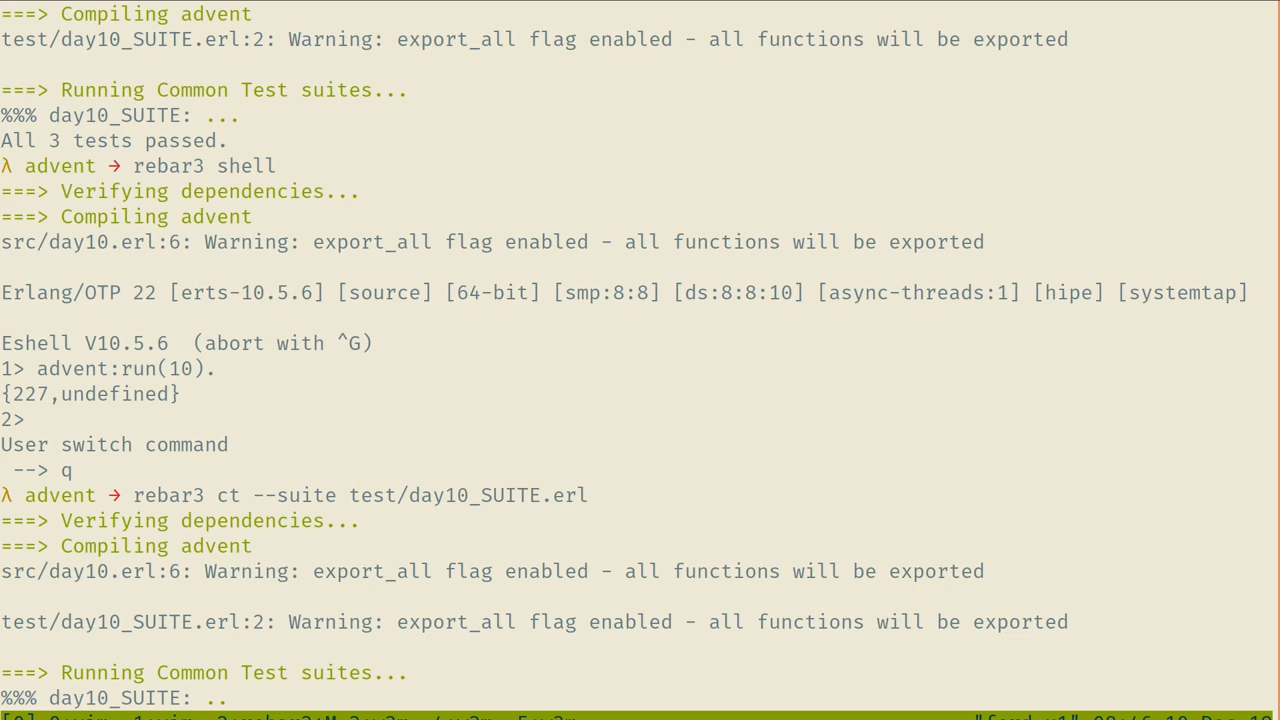 ===> Compiling advent
test/day10_SUITE.erl:2: Warning: export_all flag enabled - all functions will be exported
===> Running Common Test suites...
%%% day10_SUITE: ...
All 3 tests passed.
λ advent → rebar3 shell
===> Verifying dependencies...
===> Compiling advent
src/day10.erl:6: Warning: export_all flag enabled - all functions will be exported
Erlang/OTP 22 [erts-10.5.6] [source] [64-bit] [smp:8:8] [ds:8:8:10] [async-threads:1] [hipe] [systemtap]
Eshell V10.5.6  (abort with ^G)
1> advent:run(10).
{227,undefined}
2>
User switch command
 --> q
λ advent → rebar3 ct --suite test/day10_SUITE.erl
===> Verifying dependencies...
===> Compiling advent
src/day10.erl:6: Warning: export_all flag enabled - all functions will be exported
test/day10_SUITE.erl:2: Warning: export_all flag enabled - all functions will be exported
===> Running Common Test suites...
%%% day10_SUITE: ..